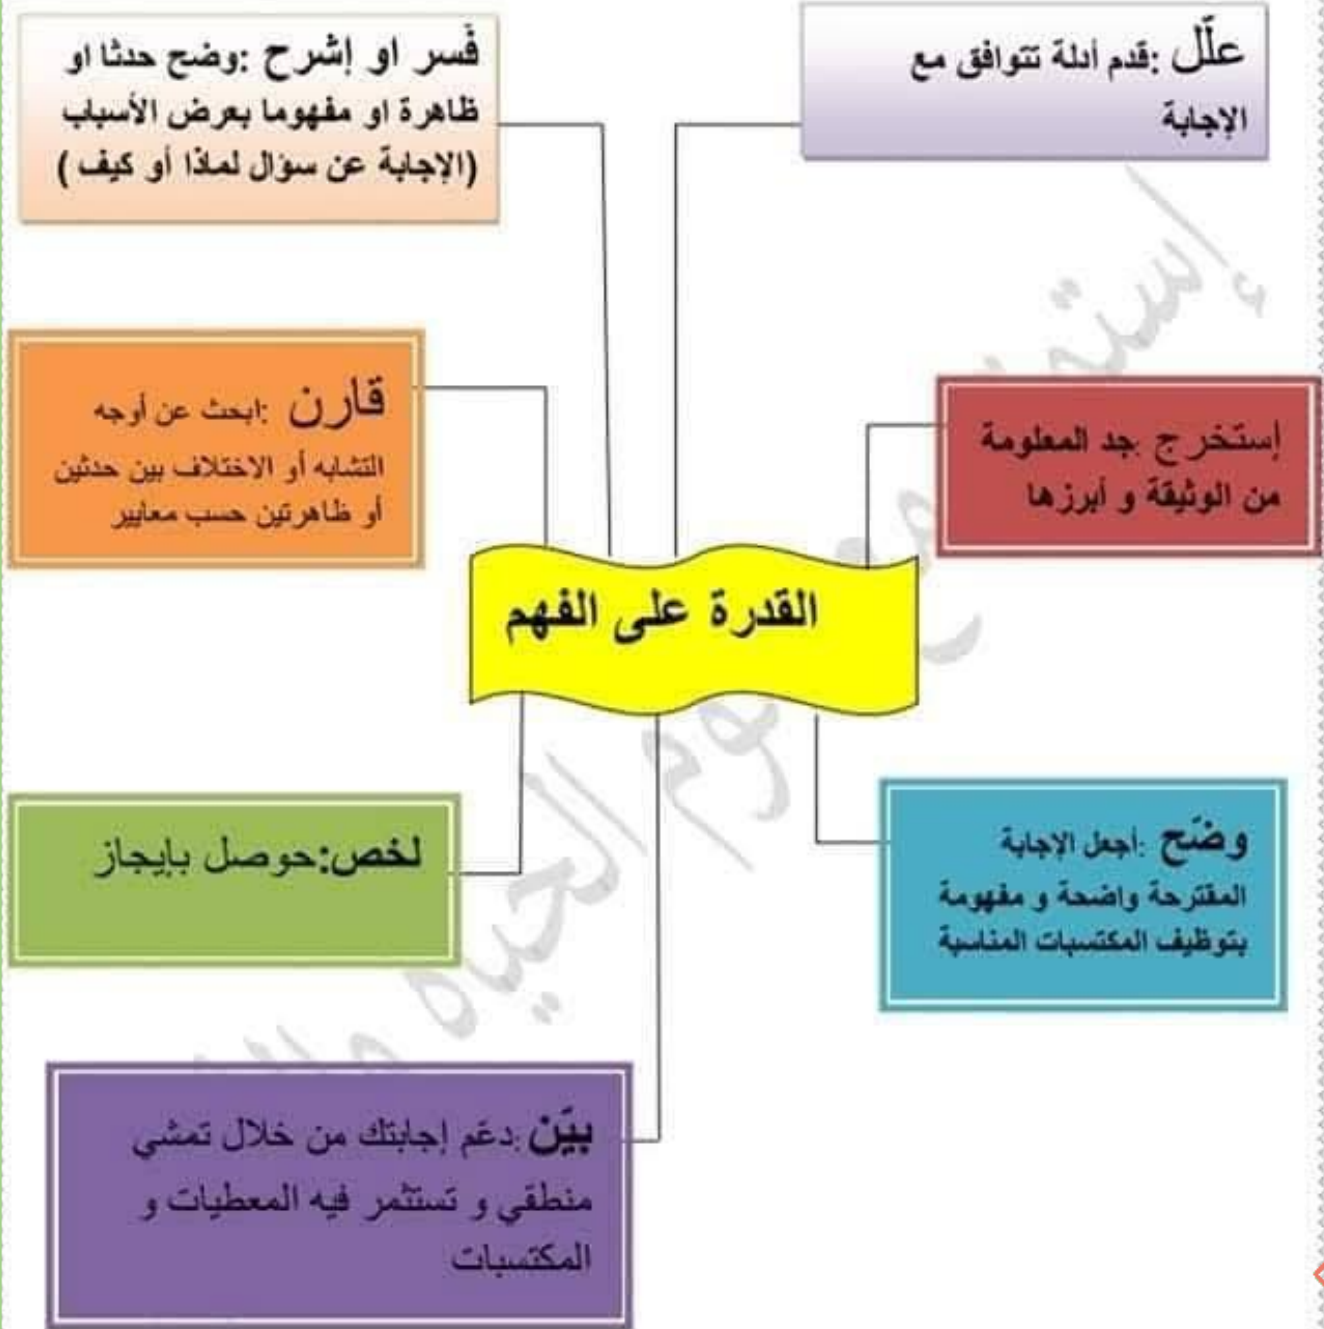 علّل :قدم أدلة تتوافق مع
الإجابة
فًسر او إشرح :وضح حدثا او
ظاهرة او مفهوما بعرض الأسباب
(الإجابة عن سؤال لماذا أو كيف )
إستخرج :جد المعلومة
من الوثيقة و أبرزها
قارن :ابحث عن أوجه
التشابه أو الاختلاف بين حدثين
أو ظاهرتين حسب معايير
القدرة على الفهم
وضّح :أجعل الإجابة
المقترحة واضحة و مفهومة
بتوظيف المكتسبات المناسبة
لخص:حوصل بإيجاز
بيّن :دعّم إجابتك من خلال تمشي
منطقي و تستثمر فيه المعطيات و
المكتسبات
الحياة